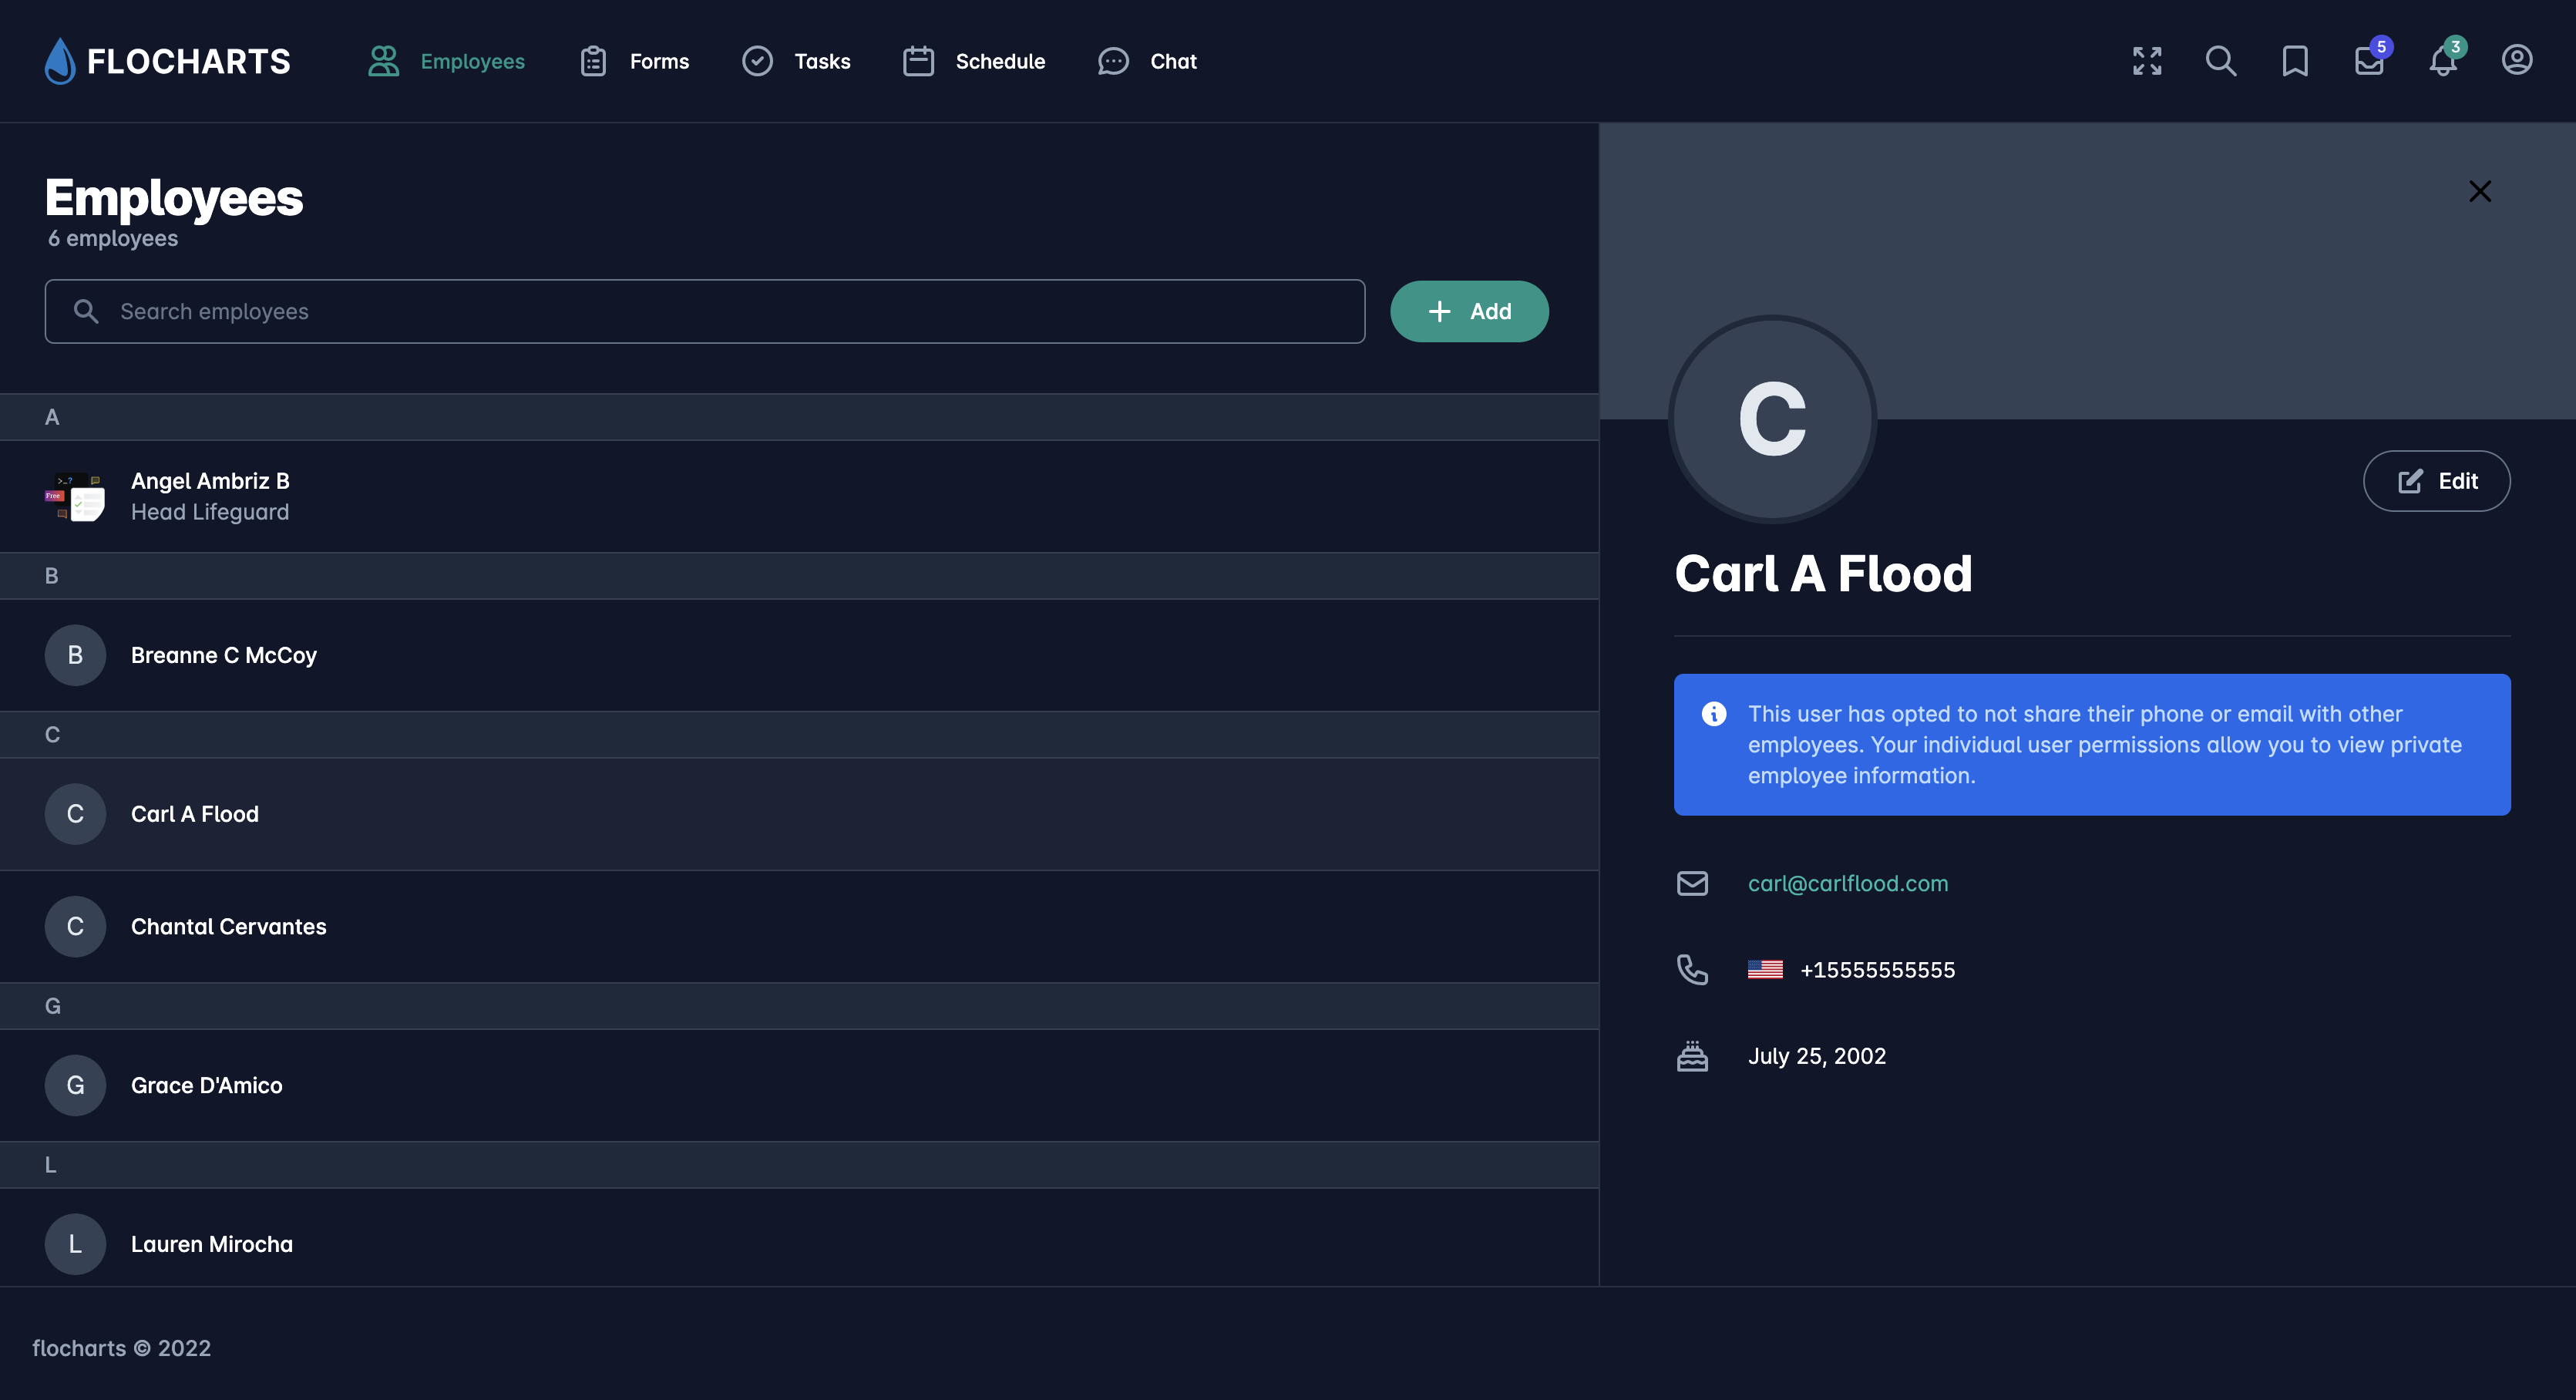 FLOCHARTS
Employees
Forms
Tasks
Schedule
Chat
5
3
Employees
6 employees
Search employees
Add
A
>_?
Free
Angel Ambriz B
Head Lifeguard
B
B
Breanne C McCoy
C
C
Carl A Flood
C
Chantal Cervantes
G
G
Grace D'Amico
L
L
Lauren Mirocha
C
Edit
Carl A Flood
This user has opted to not share their phone or email with other
employees. Your individual user permissions allow you to view private
employee information.
carl@carlflood.com
+15555555555
July 25, 2002
flocharts © 2022